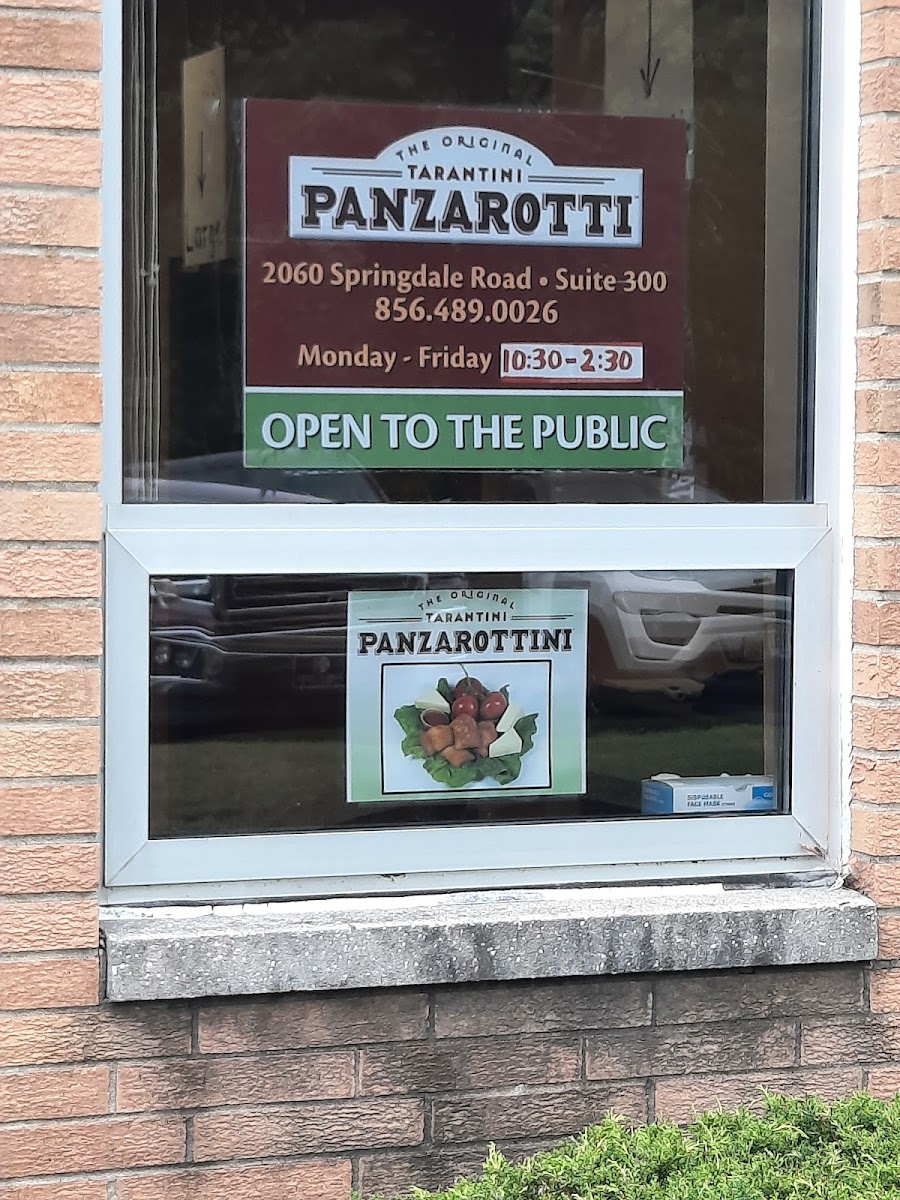 THE ORIGINAL
TARANTINI
PANZAROTTI™
2060 Springdale Road • Suite 300
856.489.0026
Monday - Friday 10:30-2:30
OPEN TO THE PUBLIC
THE ORIGINAL
TARANTINI
PANZAROTTINI
DISPOSABLE
FACE MASK